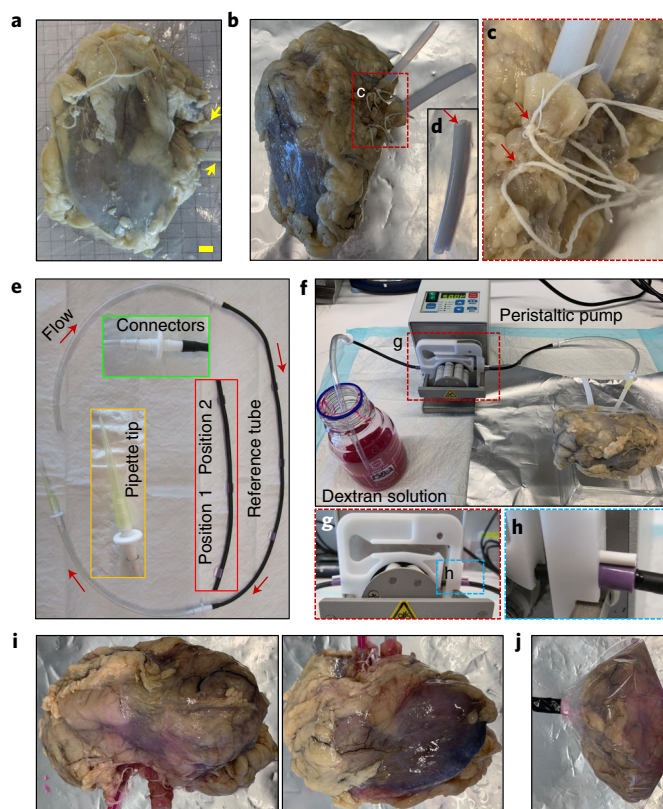 a
b
c
c
d
e
f
Flow
Connectors
Pipette tip
Position 1
Position 2
Reference tube
Peristaltic pump
g
Dextran solution
g
h
h
i
j